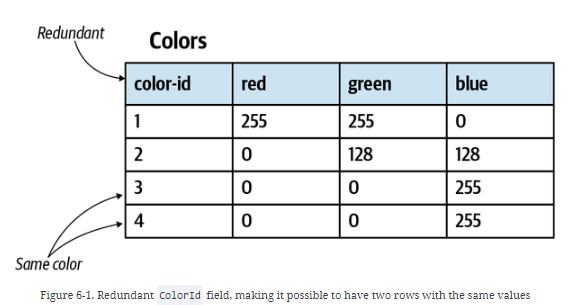 Redundant
Colors
color-id red green blue
1 255 255 0
2 0 128 128
3 0 0 255
4 0 0 255
Same color
Figure 6-1. Redundant ColorId field, making it possible to have two rows with the same values